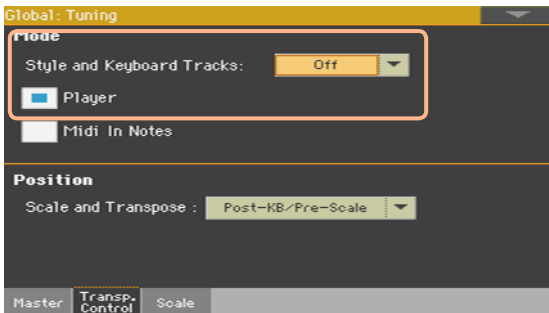 Global: Tuning
Mode
Style and Keyboard Tracks: Off
Player
Midi In Notes
Position
Scale and Transpose : Post-KB/Pre-Scale
Master Transp. Control Scale